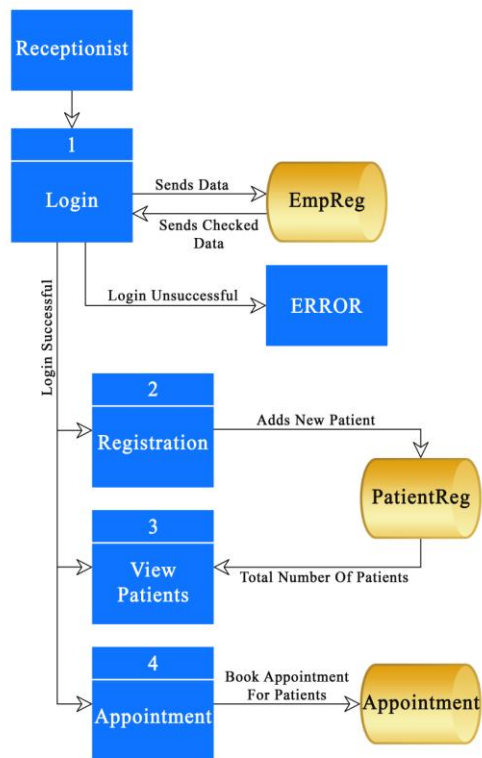 Receptionist
1
Login
Sends Data
EmpReg
Sends Checked
Data
Login Unsuccessful
ERROR
Login Successful
2
Registration
Adds New Patient
PatientReg
3
View
Patients
Total Number Of Patients
4
Appointment
Book Appointment
For Patients
Appointment